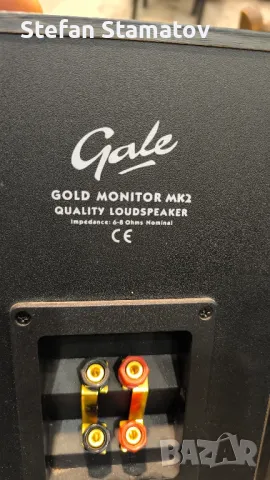 Stefan Stamatov
Gale
GOLD MONITOR MK2
QUALITY LOUDSPEAKER
Impedance: 6-8 Ohms Nominal
CE
BAZAR